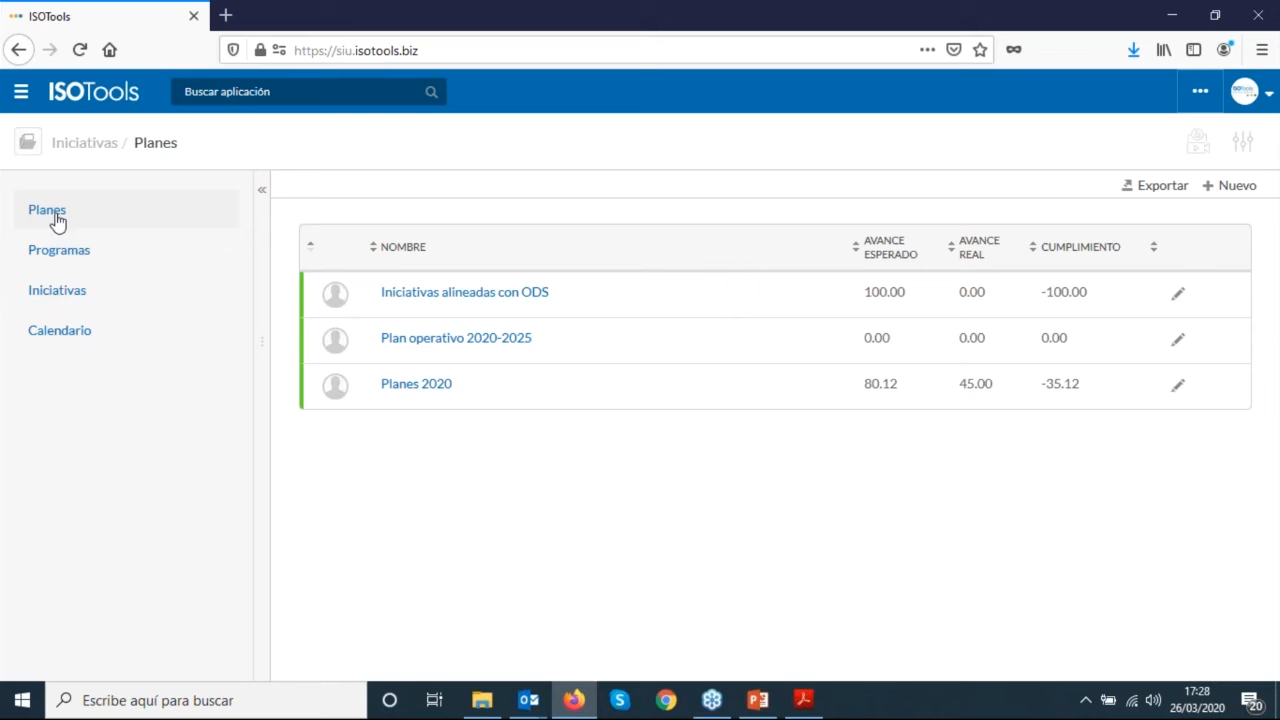 ISOTools
https://siu.isotools.biz
ISOTools
Buscar aplicación
Iniciativas / Planes
Planes
Programas
Iniciativas
Calendario
Exportar
Nuevo
NOMBRE
AVANCE ESPERADO
AVANCE REAL
CUMPLIMIENTO
Iniciativas alineadas con ODS 100.00 0.00 -100.00
Plan operativo 2020-2025 0.00 0.00 0.00
Planes 2020 80.12 45.00 -35.12
Escribe aquí para buscar
17:28
26/03/2020
20